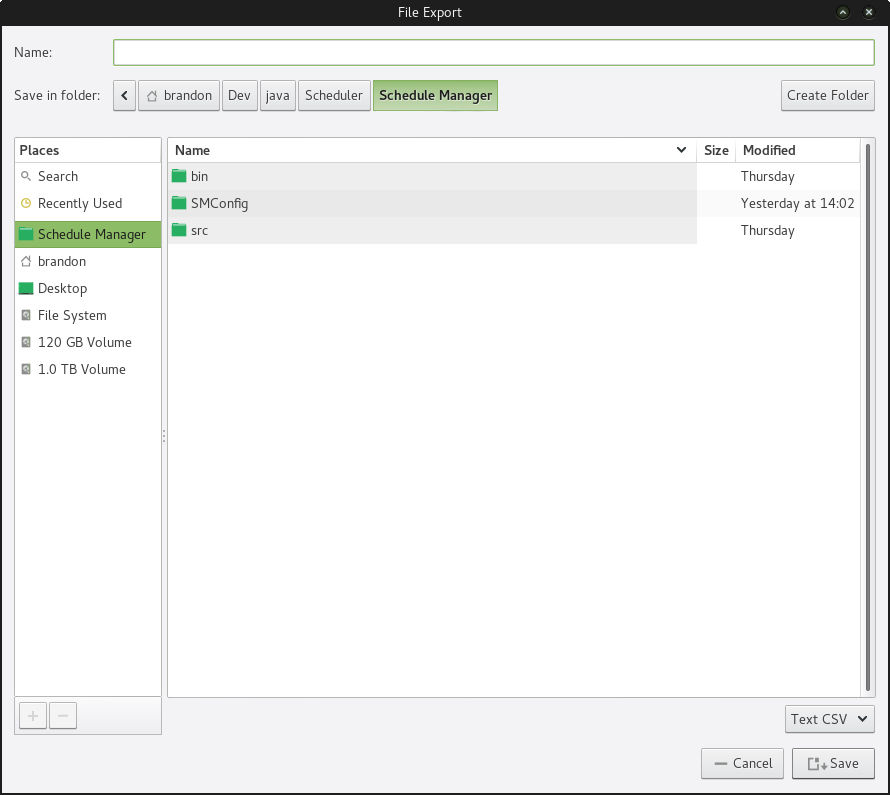 File Export
Name:
Save in folder: brandon Dev java Scheduler Schedule Manager Create Folder
Places
Search
Recently Used
Schedule Manager
brandon
Desktop
File System
120 GB Volume
1.0 TB Volume
Name Size Modified
bin Thursday
SMConfig Yesterday at 14:02
src Thursday
Text CSV
Cancel Save